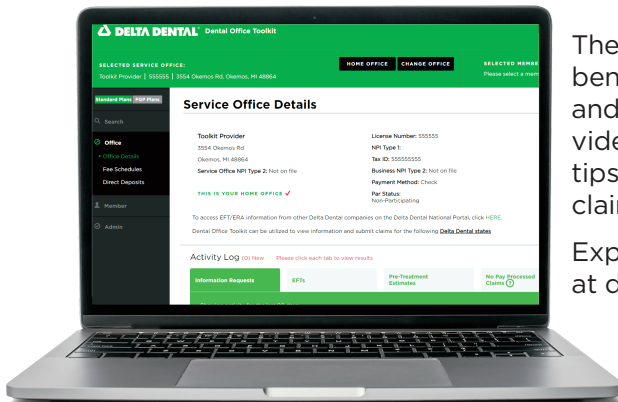 DELTA DENTAL® Dental Office Toolkit
SELECTED SERVICE OFFICE:
Toolkit Provider | 555555 | 3554 Okemos Rd, Okemos, MI 48864
HOME OFFICE CHANGE OFFICE
SELECTED MEMBE
Please select a mem
Standard Plans FEP Plans
Search
Office
• Office Details
Fee Schedules
Direct Deposits
Member
Admin
Service Office Details
Toolkit Provider
3554 Okemos Rd
Okemos, MI 48864
Service Office NPI Type 2: Not on file
THIS IS YOUR HOME OFFICE ✓
License Number: 555555
NPI Type 1:
Tax ID: 555555555
Business NPI Type 2: Not on file
Payment Method: Check
Par Status:
Non-Participating
To access EFT/ERA information from other Delta Dental companies on the Delta Dental National Portal, click HERE.
Dental Office Toolkit can be utilized to view information and submit claims for the following Delta Dental states
Activity Log (0) New Please click each tab to view results
Information Requests
EFTs
Pre-Treatment
Estimates
No Pay Processed
Claims ?
The
ben
and
vide
tips
clai
Exp
at d